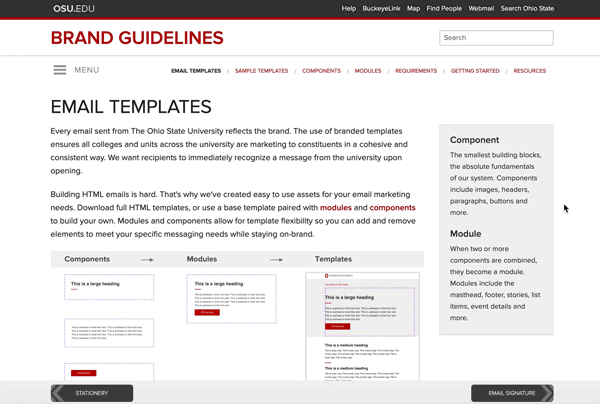 OSU.EDU
Help BuckeyeLink Map Find People Webmail Search Ohio State
BRAND GUIDELINES
Search
MENU
EMAIL TEMPLATES / SAMPLE TEMPLATES / COMPONENTS / MODULES / REQUIREMENTS / GETTING STARTED / RESOURCES
EMAIL TEMPLATES
Every email sent from The Ohio State University reflects the brand. The use of branded templates
ensures all colleges and units across the university are marketing to constituents in a cohesive and
consistent way. We want recipients to immediately recognize a message from the university upon
opening.
Building HTML emails is hard. That's why we've created easy to use assets for your email marketing
needs. Download full HTML templates, or use a base template paired with modules and components
to build your own. Modules and components allow for template flexibility so you can add and remove
elements to meet your specific messaging needs while staying on-brand.
Component
The smallest building blocks,
the absolute fundamentals
of our system. Components
include images, headers,
paragraphs, buttons and
more.
Module
When two or more
components are combined,
they become a module.
Modules include the
masthead, footer, stories, list
items, event details and
more.
Components
Modules
Templates
This is a large heading
This is a large heading
This is a large heading
This is a medium heading
This is a medium heading
STATIONERY
EMAIL SIGNATURE